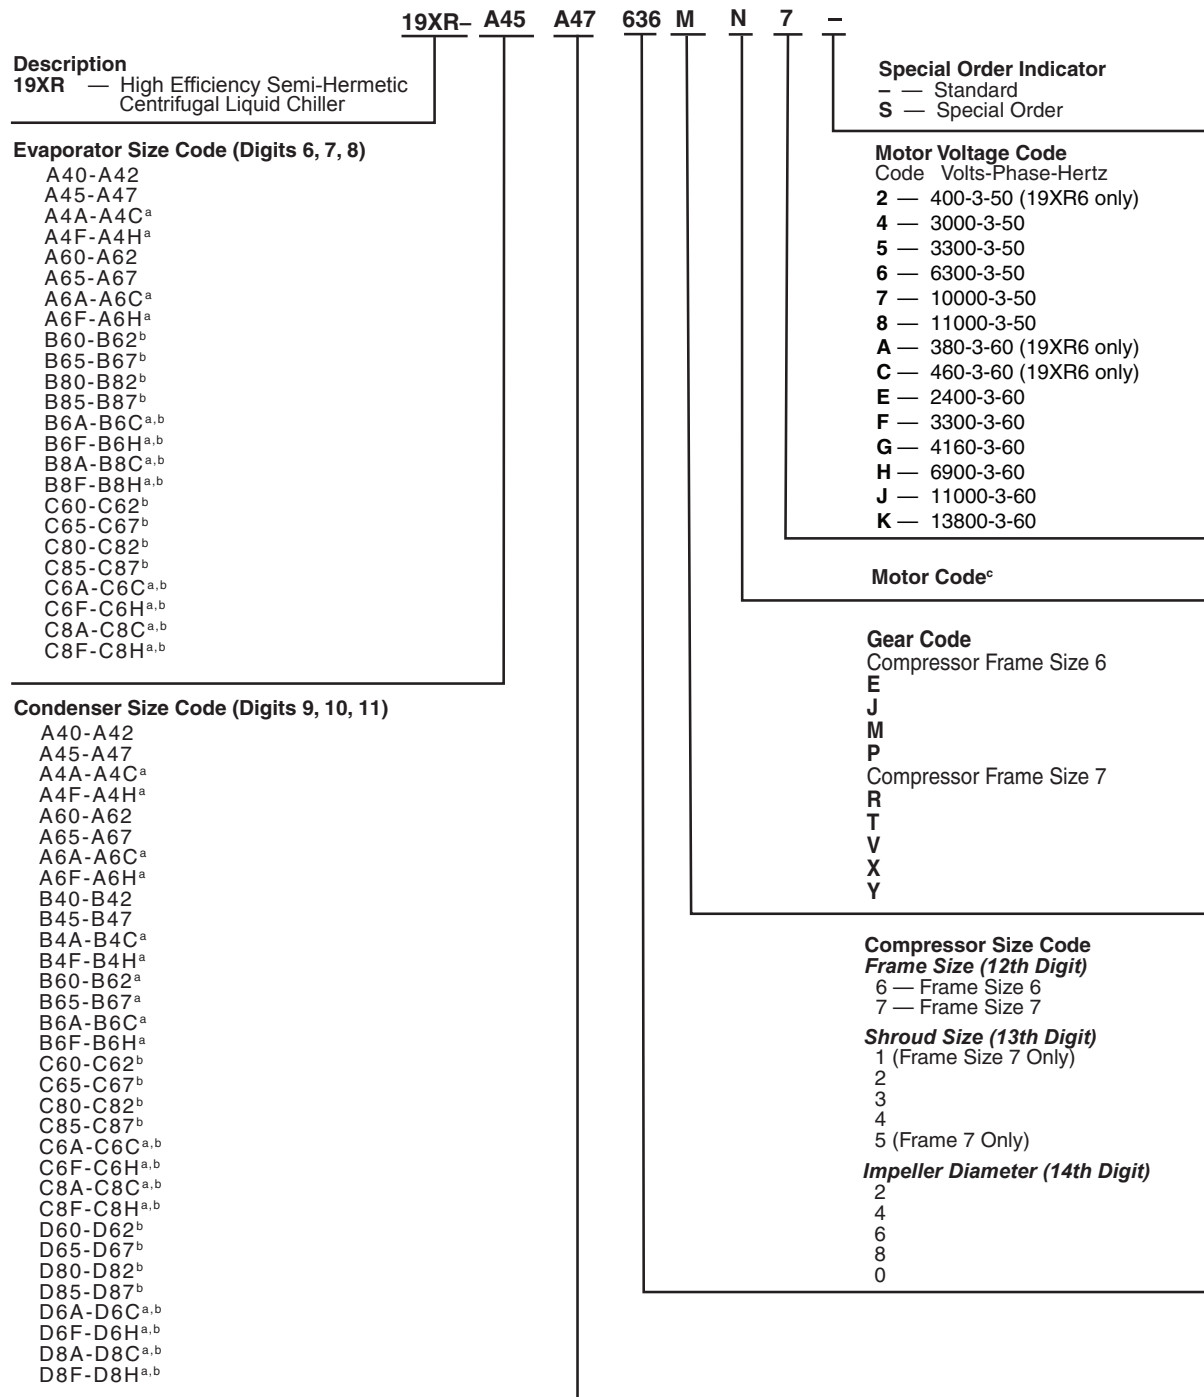 19XR– A45 A47 636 M N 7 –
Description
19XR — High Efficiency Semi-Hermetic
Centrifugal Liquid Chiller
Evaporator Size Code (Digits 6, 7, 8)
A40-A42
A45-A47
A4A-A4Cᵃ
A4F-A4Hᵃ
A60-A62
A65-A67
A6A-A6Cᵃ
A6F-A6Hᵃ
B60-B62ᵇ
B65-B67ᵇ
B80-B82ᵇ
B85-B87ᵇ
B6A-B6Cᵃ,ᵇ
B6F-B6Hᵃ,ᵇ
B8A-B8Cᵃ,ᵇ
B8F-B8Hᵃ,ᵇ
C60-C62ᵇ
C65-C67ᵇ
C80-C82ᵇ
C85-C87ᵇ
C6A-C6Cᵃ,ᵇ
C6F-C6Hᵃ,ᵇ
C8A-C8Cᵃ,ᵇ
C8F-C8Hᵃ,ᵇ
Condenser Size Code (Digits 9, 10, 11)
A40-A42
A45-A47
A4A-A4Cᵃ
A4F-A4Hᵃ
A60-A62
A65-A67
A6A-A6Cᵃ
A6F-A6Hᵃ
B40-B42
B45-B47
B4A-B4Cᵃ
B4F-B4Hᵃ
B60-B62ᵃ
B65-B67ᵃ
B6A-B6Cᵃ
B6F-B6Hᵃ
C60-C62ᵇ
C65-C67ᵇ
C80-C82ᵇ
C85-C87ᵇ
C6A-C6Cᵃ,ᵇ
C6F-C6Hᵃ,ᵇ
C8A-C8Cᵃ,ᵇ
C8F-C8Hᵃ,ᵇ
D60-D62ᵇ
D65-D67ᵇ
D80-D82ᵇ
D85-D87ᵇ
D6A-D6Cᵃ,ᵇ
D6F-D6Hᵃ,ᵇ
D8A-D8Cᵃ,ᵇ
D8F-D8Hᵃ,ᵇ
Special Order Indicator
– — Standard
S — Special Order
Motor Voltage Code
Code Volts-Phase-Hertz
2 — 400-3-50 (19XR6 only)
4 — 3000-3-50
5 — 3300-3-50
6 — 6300-3-50
7 — 10000-3-50
8 — 11000-3-50
A — 380-3-60 (19XR6 only)
C — 460-3-60 (19XR6 only)
E — 2400-3-60
F — 3300-3-60
G — 4160-3-60
H — 6900-3-60
J — 11000-3-60
K — 13800-3-60
Motor Codeᶜ
Gear Code
Compressor Frame Size 6
E
J
M
P
Compressor Frame Size 7
R
T
V
X
Y
Compressor Size Code
Frame Size (12th Digit)
6 — Frame Size 6
7 — Frame Size 7
Shroud Size (13th Digit)
1 (Frame Size 7 Only)
2
3
4
5 (Frame 7 Only)
Impeller Diameter (14th Digit)
2
4
6
8
0